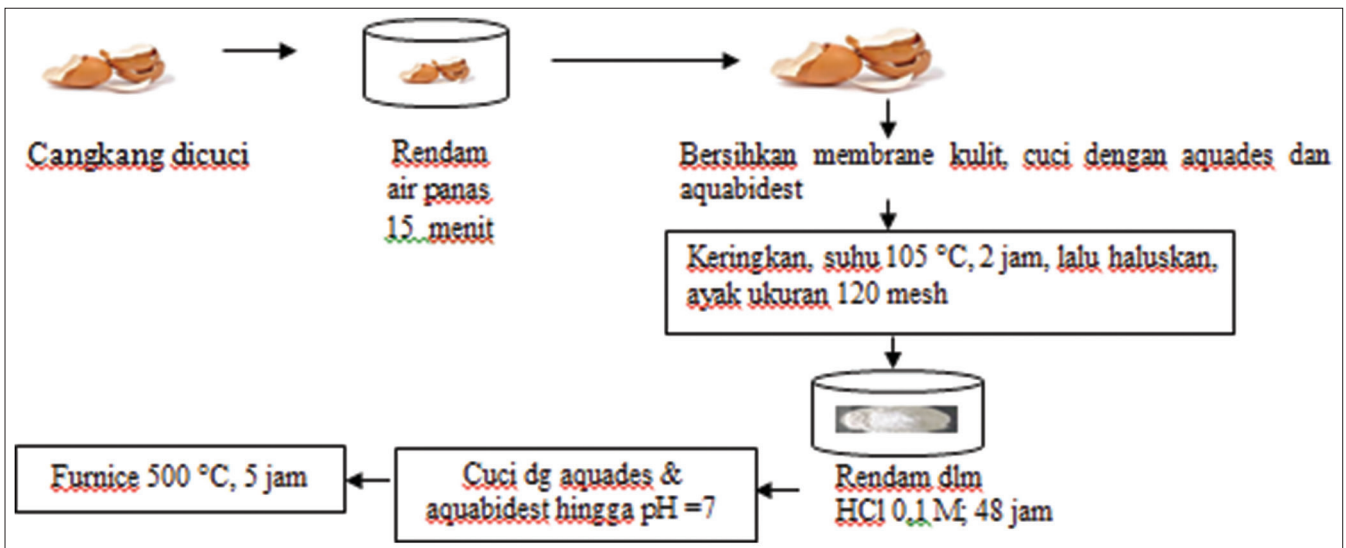 Cangkang dicuci
Rendam
air panas
15 menit
Bersihkan membrane kulit, cuci dengan aquades dan
aquabidest
Keringkan, suhu 105 °C, 2 jam, lalu haluskan,
ayak ukuran 120 mesh
Rendam dlm
HCl 0,1 M; 48 jam
Cuci dg aquades &
aquabidest hingga pH =7
Furnice 500 °C, 5 jam